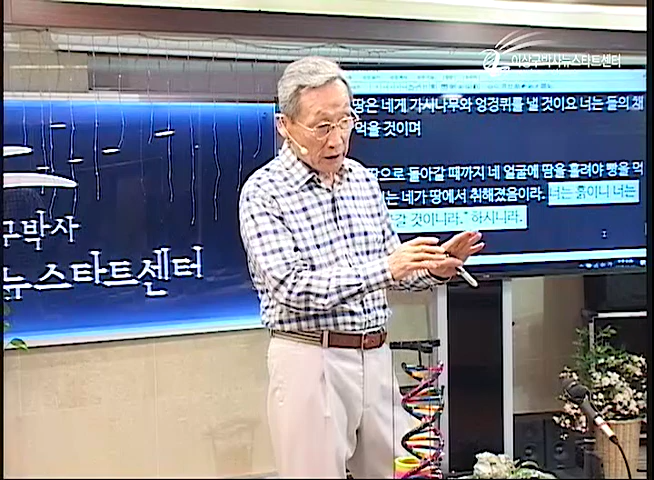 이상구박사뉴스타트센터
땅은 네게 가시나무와 엉겅퀴를 낼 것이요 너는 들의 채
먹을 것이며
땅으로 돌아갈 때까지 네 얼굴에 땀을 흘려야 빵을 먹
는 네가 땅에서 취해졌음이라. 너는 흙이니 너는
갈 것이니라." 하시니라.
구박사
뉴스타트센터